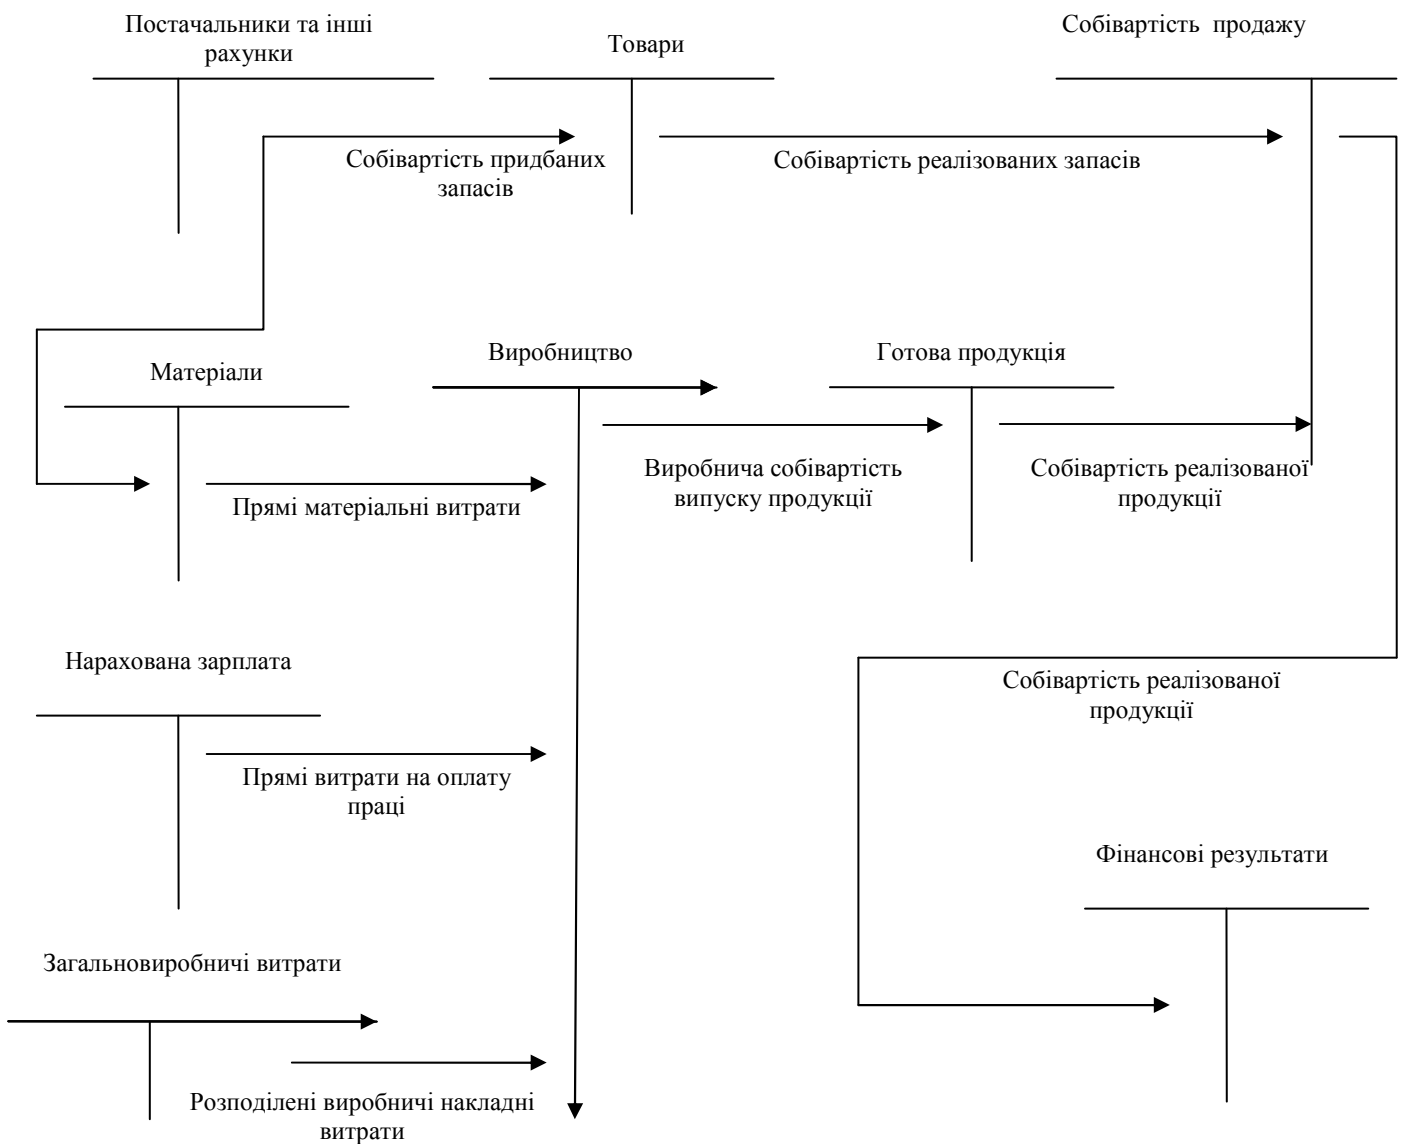 Постачальники та інші
рахунки
Товари
Собівартість продажу
Собівартість придбаних
запасів
Собівартість реалізованих запасів
Матеріали
Виробництво
Готова продукція
Прямі матеріальні витрати
Виробнича собівартість
випуску продукції
Собівартість реалізованої
продукції
Нарахована зарплата
Прямі витрати на оплату
праці
Собівартість реалізованої
продукції
Фінансові результати
Загальновиробничі витрати
Розподілені виробничі накладні
витрати